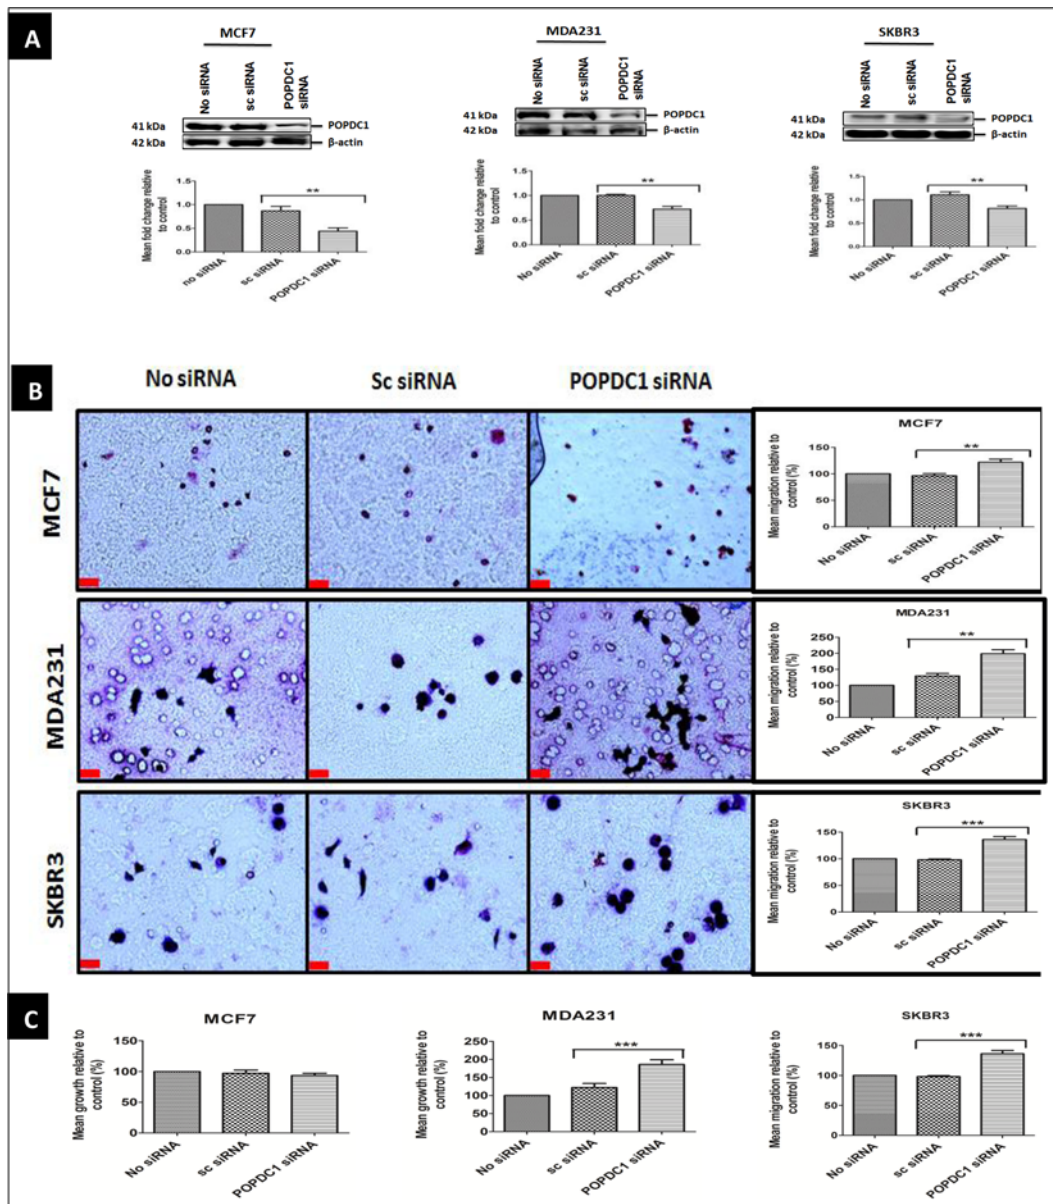 A
MCF7
No siRNA
sc siRNA
POPDC1 siRNA
41 kDa
POPDC1
42 kDa
β-actin
MDA231
No siRNA
sc siRNA
POPDC1 siRNA
41 kDa
POPDC1
42 kDa
β-actin
SKBR3
No siRNA
sc siRNA
POPDC1 siRNA
41 kDa
POPDC1
42 kDa
β-actin
Mean fold change relative to control
1.5
1.0
0.5
0.0
**
no siRNA
sc siRNA
POPDC1 siRNA
Mean fold change relative to control
1.5
1.0
0.5
0.0
**
No siRNA
sc siRNA
POPDC1 siRNA
Mean fold change relative to control
1.5
1.0
0.5
0.0
**
No siRNA
sc siRNA
POPDC1 siRNA
B
No siRNA
Sc siRNA
POPDC1 siRNA
MCF7
MCF7
Mean migration relative to control (%)
150
100
50
0
**
No siRNA
sc siRNA
POPDC1 siRNA
MDA231
MDA231
Mean migration relative to control (%)
250
200
150
100
50
0
**
No siRNA
sc siRNA
POPDC1 siRNA
SKBR3
SKBR3
Mean migration relative to control (%)
150
100
50
0
***
No siRNA
sc siRNA
POPDC1 siRNA
C
MCF7
Mean growth relative to control (%)
150
100
50
0
No siRNA
sc siRNA
POPDC1 siRNA
MDA231
Mean growth relative to control (%)
250
200
150
100
50
0
***
No siRNA
sc siRNA
POPDC1 siRNA
SKBR3
Mean migration relative to control (%)
150
100
50
0
***
No siRNA
sc siRNA
POPDC1 siRNA